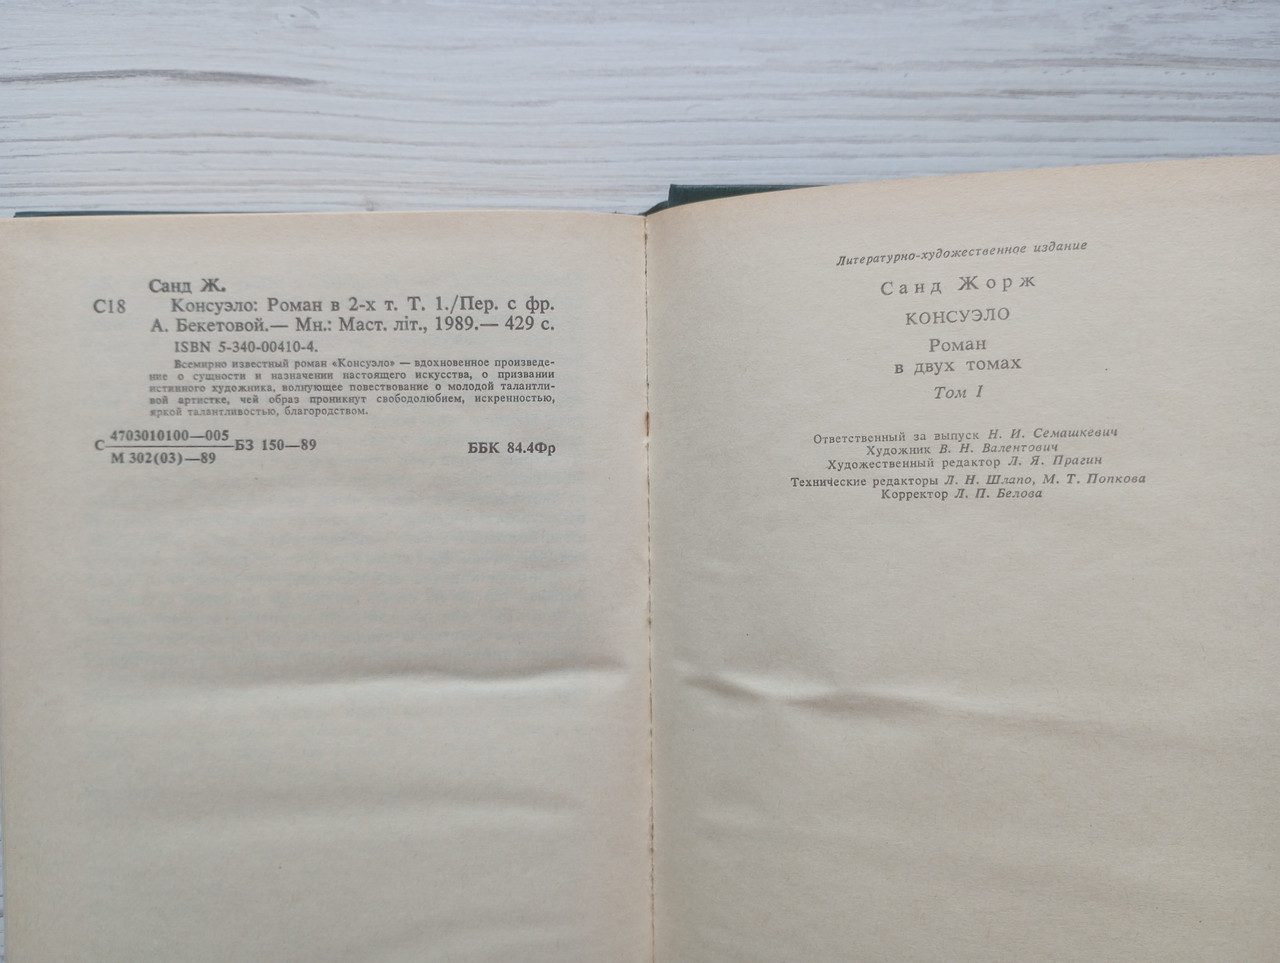 Санд Ж.
С18 Консуэло: Роман в 2-х т. Т. 1./Пер. с фр.
А. Бекетовой.— Мн.: Маст. літ., 1989.— 429 с.
ISBN 5-340-00410-4.
Всемирно известный роман «Консуэло» — вдохновенное произведе-
ние о сущности и назначении настоящего искусства, о призвании
истинного художника, волнующее повествование о молодой талантли-
вой артистке, чей образ проникнут свободолюбием, искренностью,
яркой талантливостью, благородством.
4703010100—005
С БЗ 150—89
М 302(03)—89
ББК 84.4Фр
Литературно-художественное издание
Санд Жорж
КОНСУЭЛО
Роман
в двух томах
Том I
Ответственный за выпуск Н. И. Семашкевич
Художник В. Н. Валентович
Художественный редактор Л. Я. Прагин
Технические редакторы Л. Н. Шлапо, М. Т. Попкова
Корректор Л. П. Белова